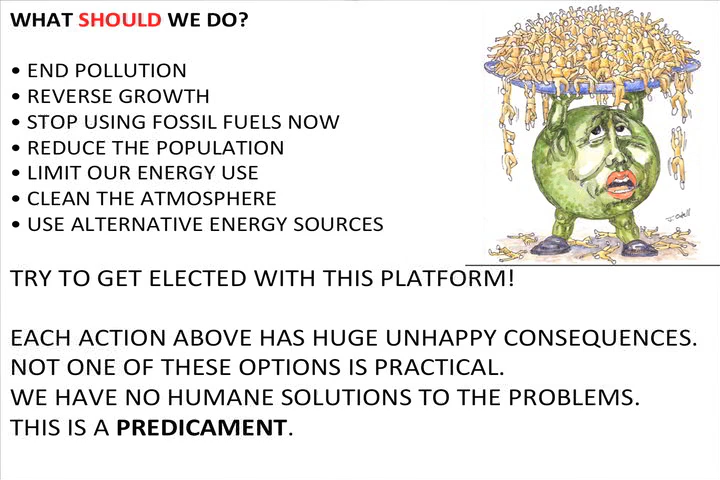 WHAT SHOULD WE DO?
• END POLLUTION
• REVERSE GROWTH
• STOP USING FOSSIL FUELS NOW
• REDUCE THE POPULATION
• LIMIT OUR ENERGY USE
• CLEAN THE ATMOSPHERE
• USE ALTERNATIVE ENERGY SOURCES
TRY TO GET ELECTED WITH THIS PLATFORM!
EACH ACTION ABOVE HAS HUGE UNHAPPY CONSEQUENCES.
NOT ONE OF THESE OPTIONS IS PRACTICAL.
WE HAVE NO HUMANE SOLUTIONS TO THE PROBLEMS.
THIS IS A PREDICAMENT.